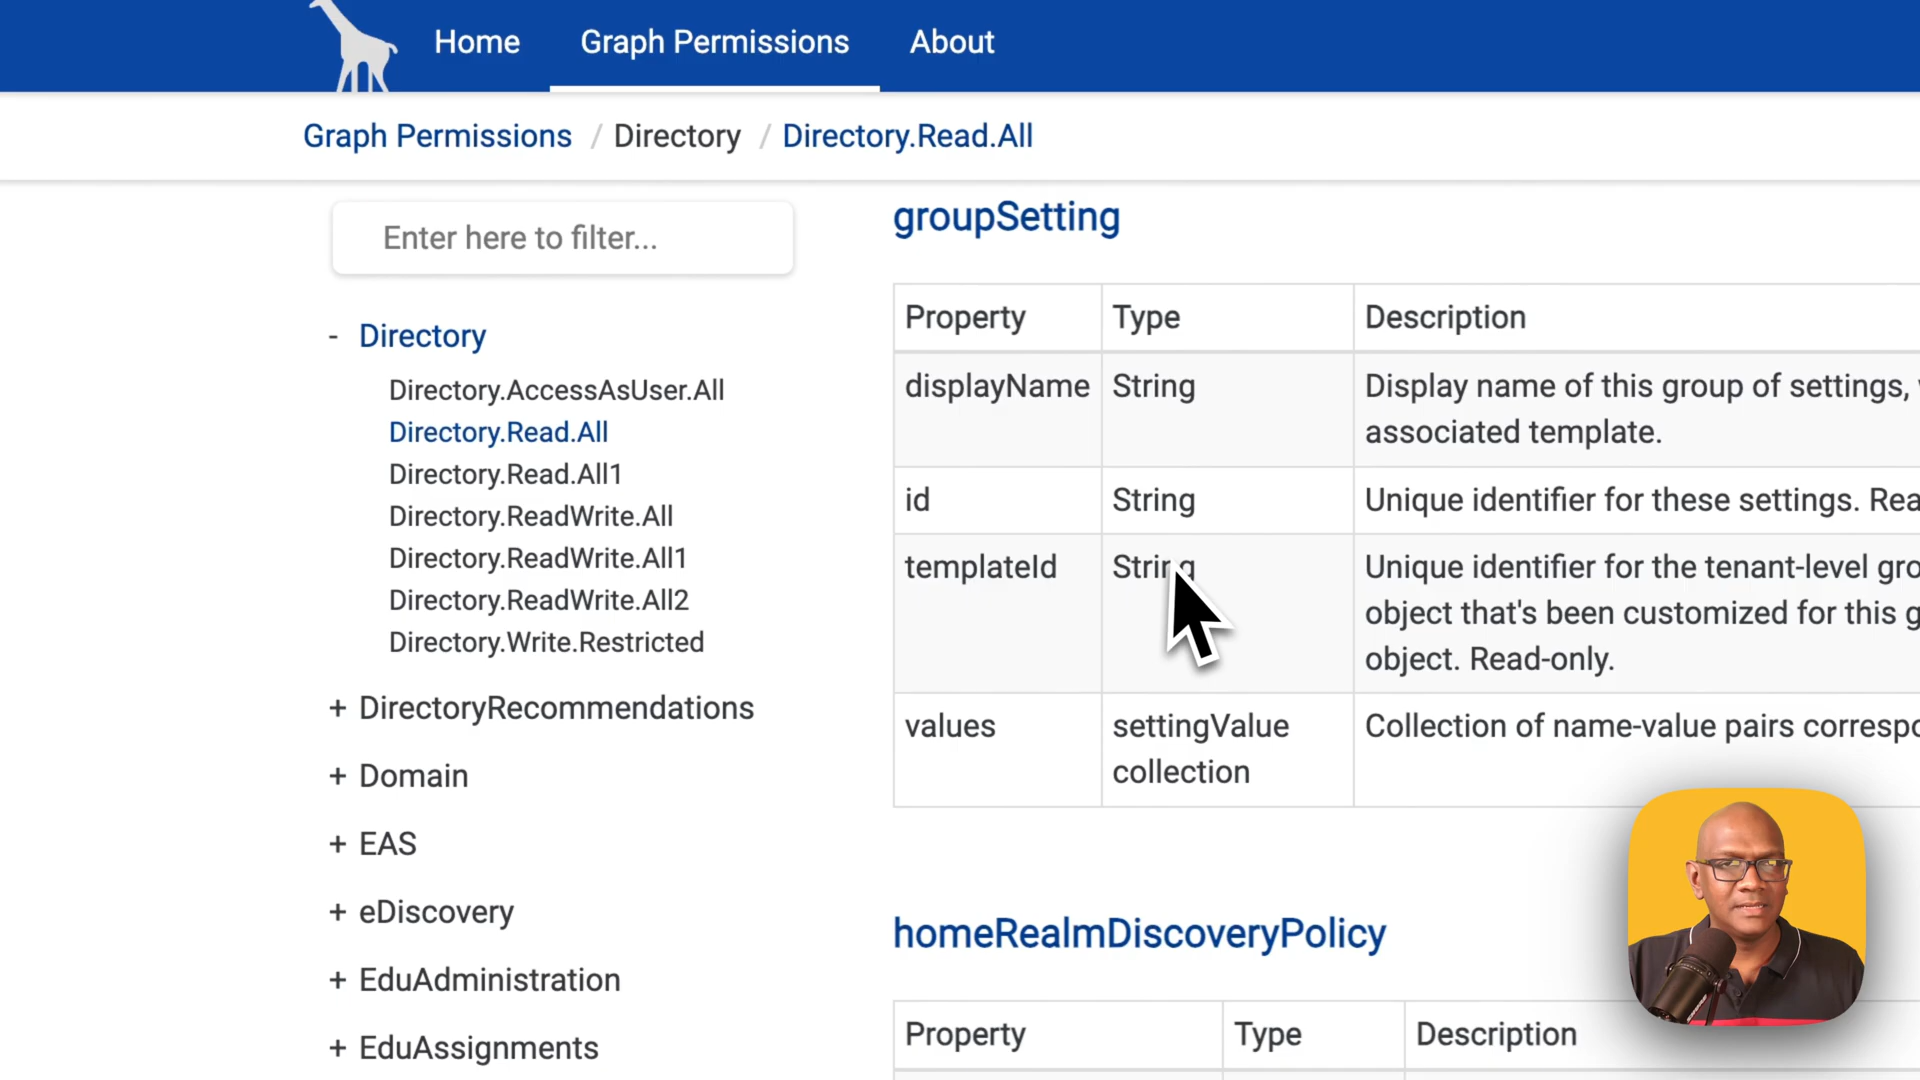 Home
Graph Permissions
About
Graph Permissions / Directory / Directory.Read.All
Enter here to filter...
- Directory
Directory.AccessAsUser.All
Directory.Read.All
Directory.Read.All1
Directory.ReadWrite.All
Directory.ReadWrite.All1
Directory.ReadWrite.All2
Directory.Write.Restricted
+ DirectoryRecommendations
+ Domain
+ EAS
+ eDiscovery
+ EduAdministration
+ EduAssignments
groupSetting
Property Type Description
displayName String Display name of this group of settings,
associated template.
id String Unique identifier for these settings. Rea
templateId String Unique identifier for the tenant-level gro
object that's been customized for this g
object. Read-only.
values settingValue Collection of name-value pairs correspo
collection
homeRealmDiscoveryPolicy
Property Type Description